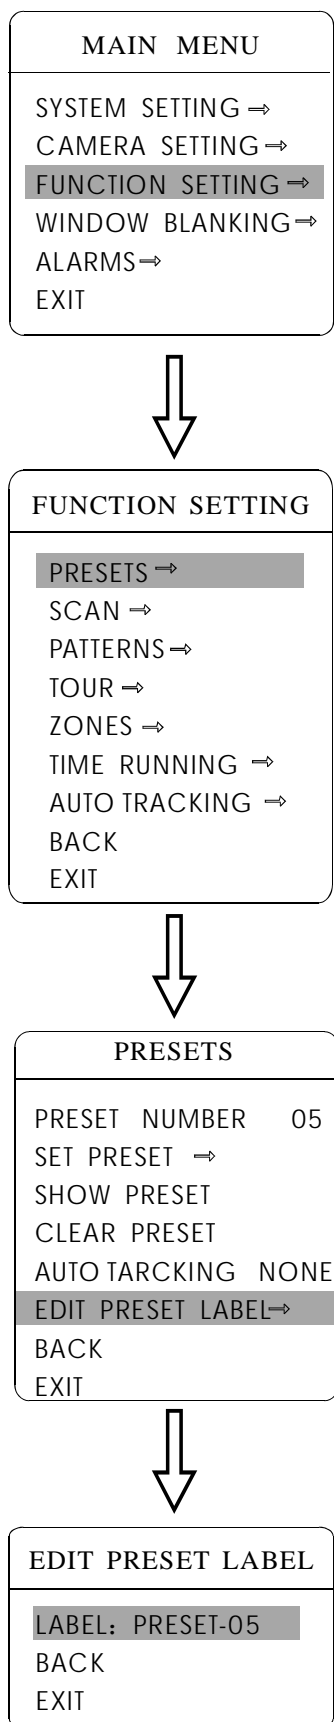 MAIN MENU
SYSTEM SETTING ⇒
CAMERA SETTING ⇒
FUNCTION SETTING ⇒
WINDOW BLANKING ⇒
ALARMS ⇒
EXIT
FUNCTION SETTING
PRESETS ⇒
SCAN ⇒
PATTERNS ⇒
TOUR ⇒
ZONES ⇒
TIME RUNNING ⇒
AUTO TRACKING ⇒
BACK
EXIT
PRESETS
PRESET NUMBER 05
SET PRESET ⇒
SHOW PRESET
CLEAR PRESET
AUTO TARCKING NONE
EDIT PRESET LABEL⇒
BACK
EXIT
EDIT PRESET LABEL
LABEL: PRESET-05
BACK
EXIT